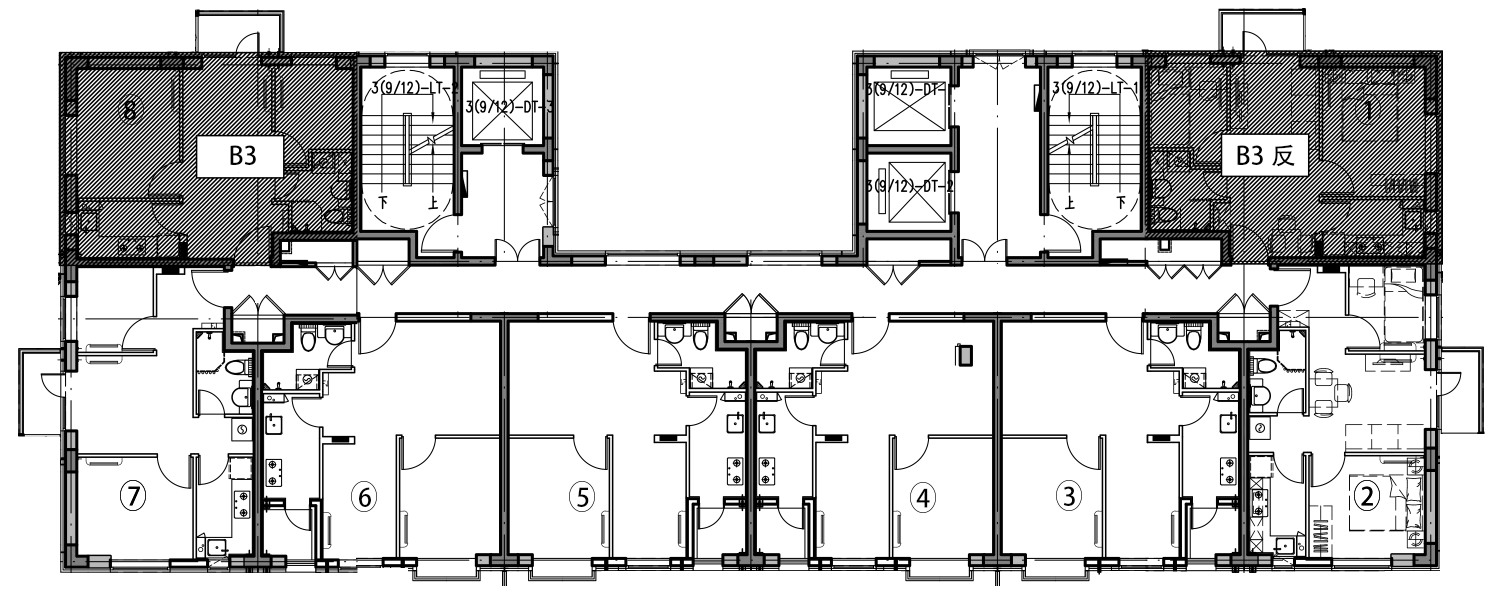 3(9/12)-LT-2
3(9/12)-DT-3
3(9/12)-DT-1
3(9/12)-LT-1
⑧
①
B3
B3 反
3(9/12)-DT-2
下
上
上
下
⑦
⑥
⑤
④
③
②